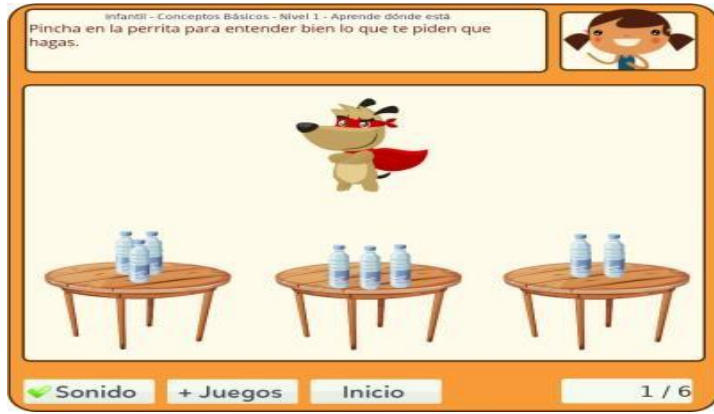 Infantil - Conceptos Básicos - Nivel 1 - Aprende dónde está
Pincha en la perrita para entender bien lo que te piden que
hagas.
Sonido
+ Juegos
Inicio
1 / 6